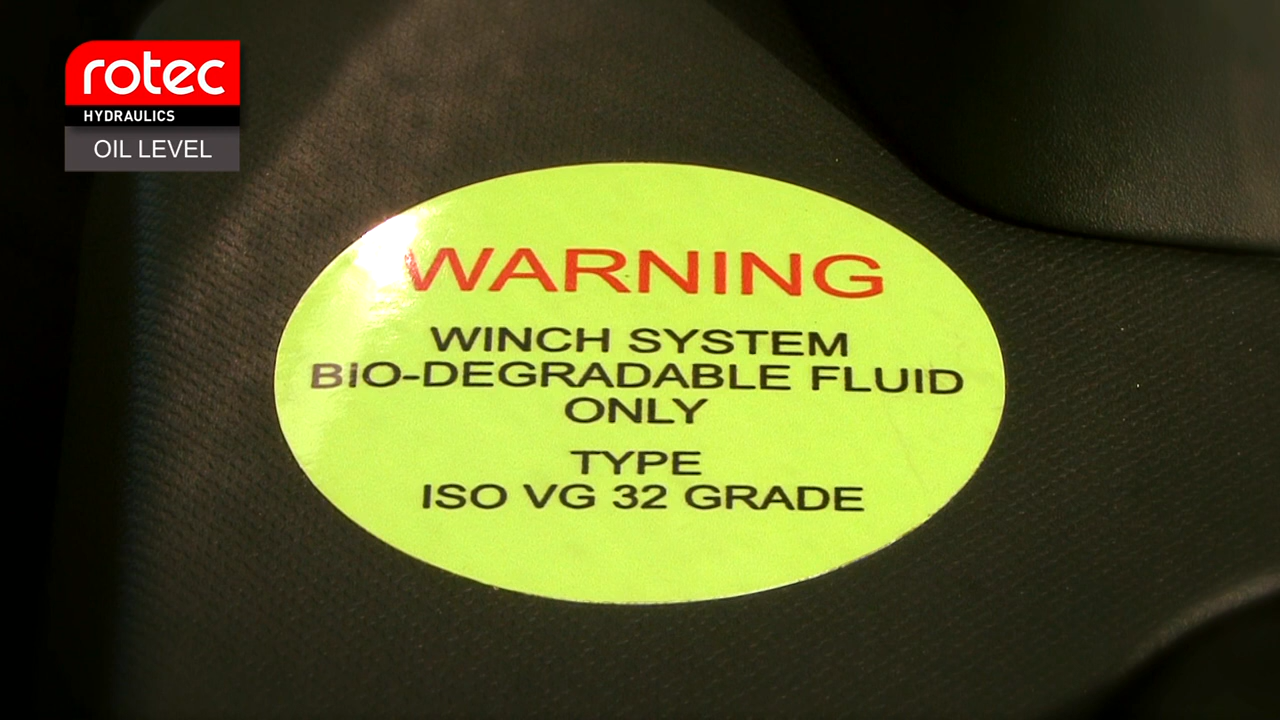 rotec
HYDRAULICS
OIL LEVEL
WARNING
WINCH SYSTEM
BIO-DEGRADABLE FLUID
ONLY
TYPE
ISO VG 32 GRADE